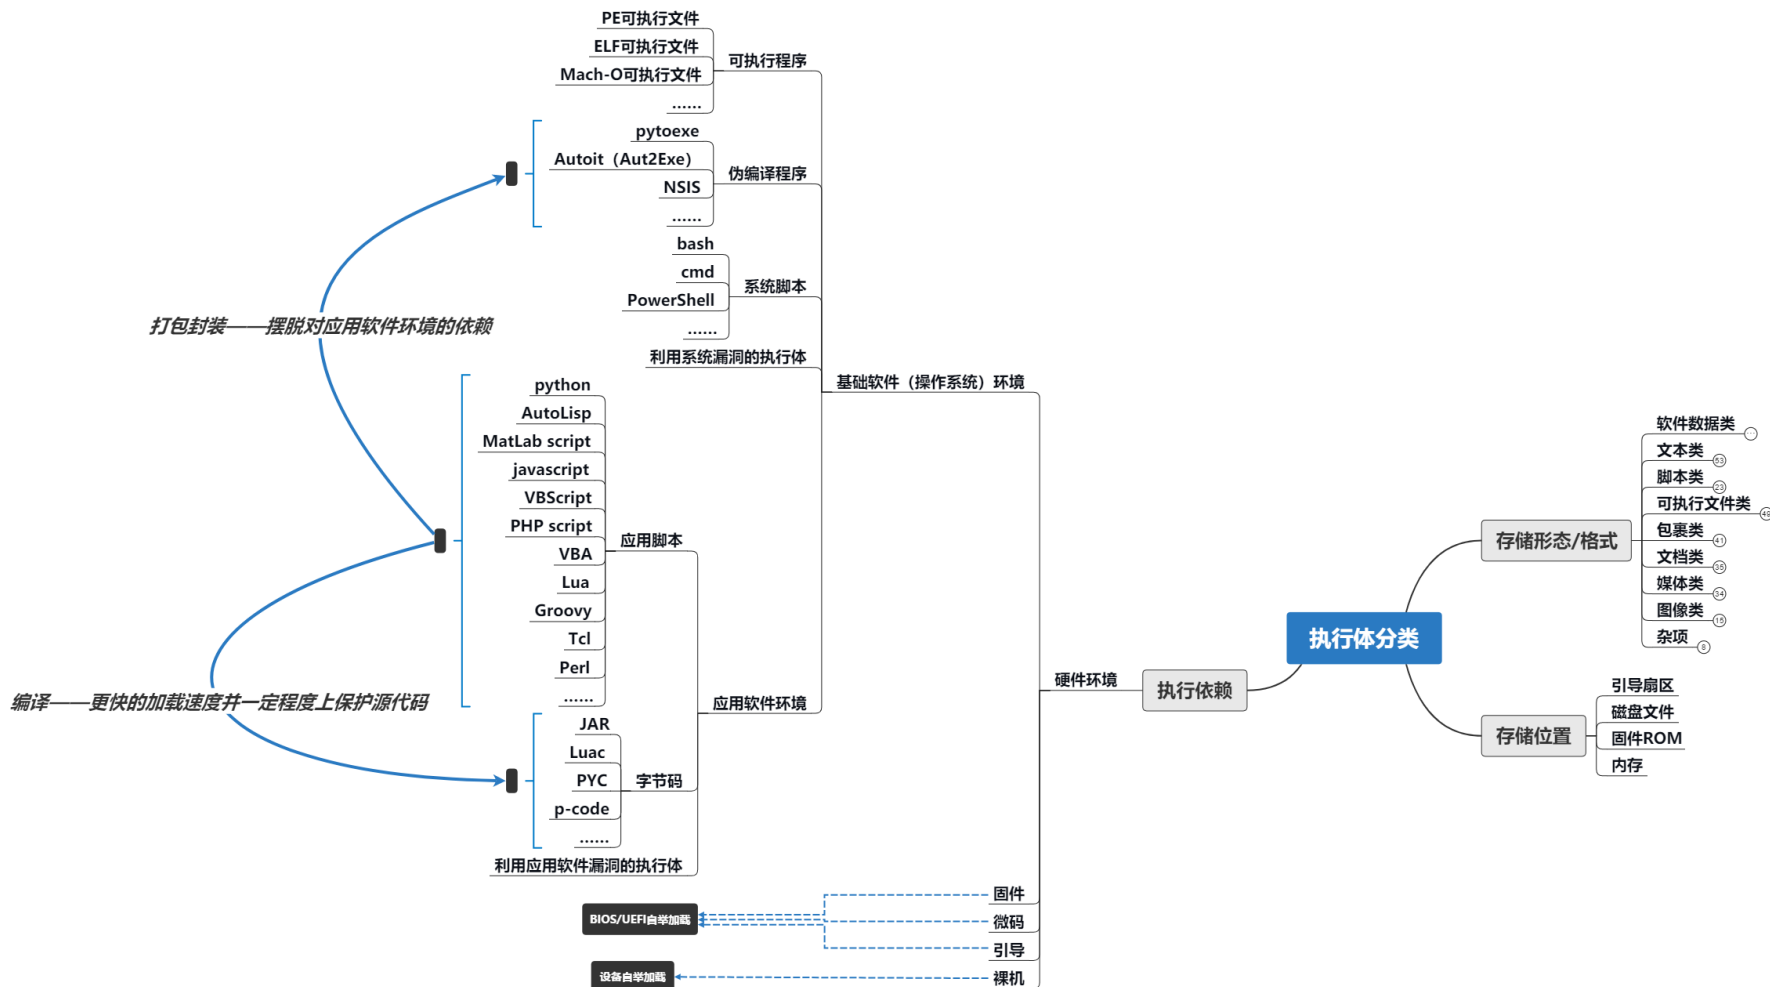 PE可执行文件
ELF可执行文件
Mach-O可执行文件
......
可执行程序
pytoexe
Autoit（Aut2Exe）
NSIS
......
伪编译程序
bash
cmd
PowerShell
......
系统脚本
利用系统漏洞的执行体
基础软件（操作系统）环境
打包封装——摆脱对应用软件环境的依赖
python
AutoLisp
MatLab script
javascript
VBScript
PHP script
VBA
Lua
Groovy
Tcl
Perl
......
应用脚本
应用软件环境
编译——更快的加载速度并一定程度上保护源代码
JAR
Luac
PYC
p-code
......
字节码
利用应用软件漏洞的执行体
固件
微码
引导
裸机
BIOS/UEFI自举加载
设备自举加载
硬件环境
执行依赖
执行体分类
存储形态/格式
软件数据类
文本类 53
脚本类 23
可执行文件类 49
包裹类 41
文档类 35
媒体类 34
图像类 15
杂项 8
存储位置
引导扇区
磁盘文件
固件ROM
内存